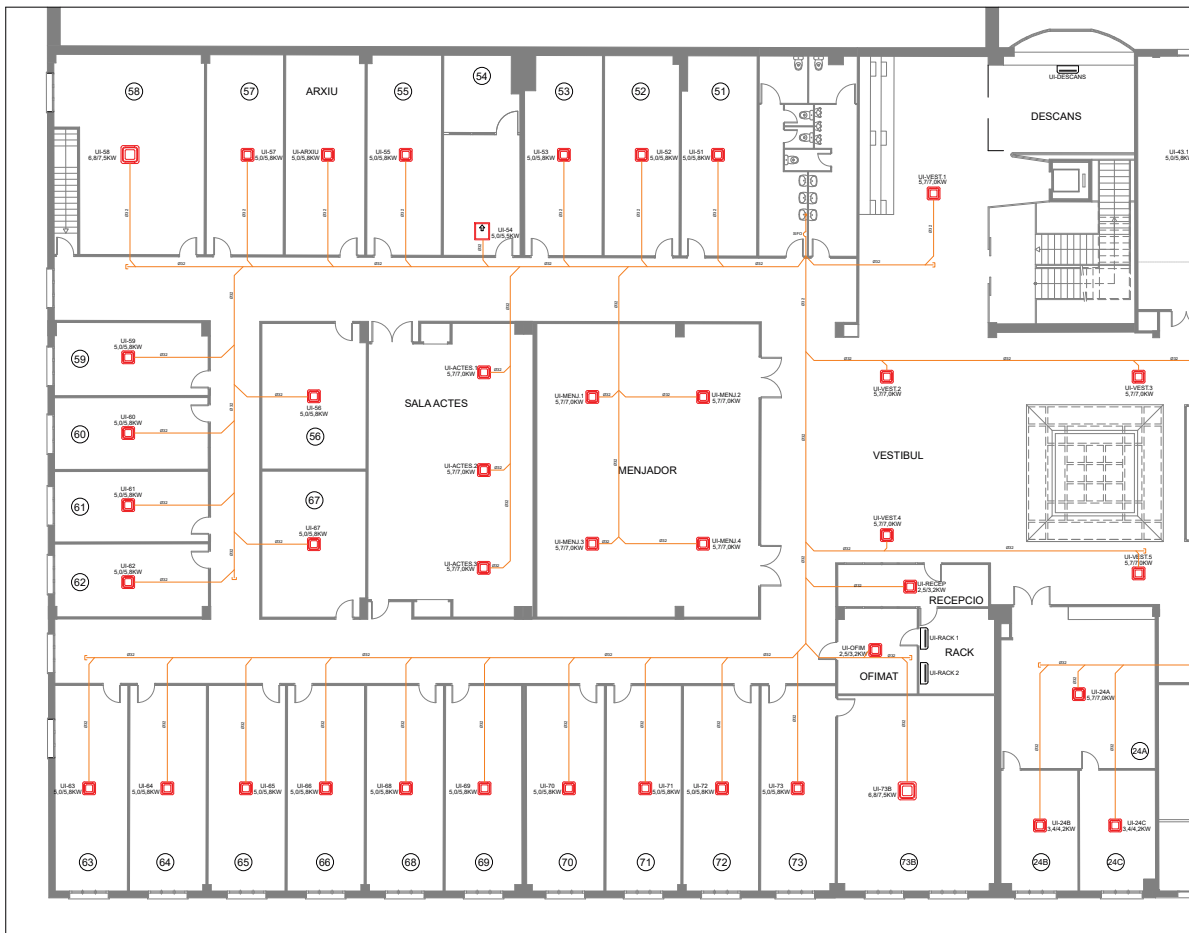 58
57
ARXIU
55
54
53
52
51
UI-DESCANS
DESCANS
UI-58
6,8/7,5KW
UI-57
5,0/5,8KW
UI-ARXIU
5,0/5,8KW
UI-55
5,0/5,8KW
UI-53
5,0/5,8KW
UI-52
5,0/5,8KW
UI-51
5,0/5,8KW
UI-43.1
5,0/5,8KW
UI-VEST.1
5,7/7,0KW
UI-54
5,0/5,5KW
SIFO
Ø32
Ø32
Ø32
Ø32
Ø32
Ø32
UI-59
5,0/5,8KW
59
UI-ACTES.1
5,7/7,0KW
UI-VEST.2
5,7/7,0KW
UI-VEST.3
5,7/7,0KW
UI-56
5,0/5,8KW
56
SALA ACTES
UI-MENJ.1
5,7/7,0KW
UI-MENJ.2
5,7/7,0KW
UI-60
5,0/5,8KW
60
VESTIBUL
UI-ACTES.2
5,7/7,0KW
MENJADOR
67
UI-61
5,0/5,8KW
61
UI-67
5,0/5,8KW
UI-MENJ.3
5,7/7,0KW
UI-MENJ.4
5,7/7,0KW
UI-VEST.4
5,7/7,0KW
UI-VEST.5
5,7/7,0KW
UI-62
5,0/5,8KW
62
UI-ACTES.3
5,7/7,0KW
UI-RECEP
2,5/3,2KW
RECEPCIO
UI-RACK 1
RACK
UI-RACK 2
UI-OFIM
2,5/3,2KW
OFIMAT
Ø32
Ø32
Ø32
Ø32
UI-24A
5,7/7,0KW
24A
UI-63
5,0/5,8KW
UI-64
5,0/5,8KW
UI-65
5,0/5,8KW
UI-66
5,0/5,8KW
UI-68
5,0/5,8KW
UI-69
5,0/5,8KW
UI-70
5,0/5,8KW
UI-71
5,0/5,8KW
UI-72
5,0/5,8KW
UI-73
5,0/5,8KW
UI-73B
6,8/7,5KW
UI-24B
3,4/4,2KW
UI-24C
3,4/4,2KW
63
64
65
66
68
69
70
71
72
73
73B
24B
24C